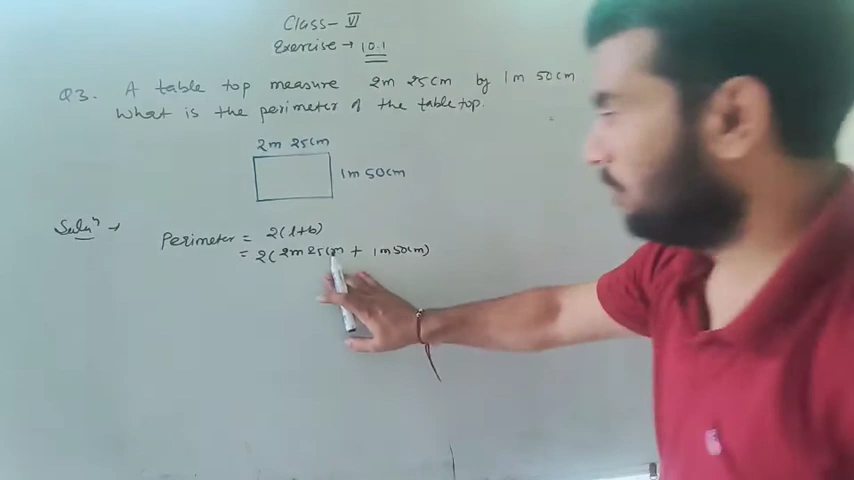 Class - VI
Exercise → 10.1
Q3. A table top measure 2m 25cm by 1m 50cm
What is the perimeter of the table top.
2m 25cm
1m 50cm
Soluⁿ →
Perimeter = 2(l+b)
= 2(2m 25cm + 1m 50cm)